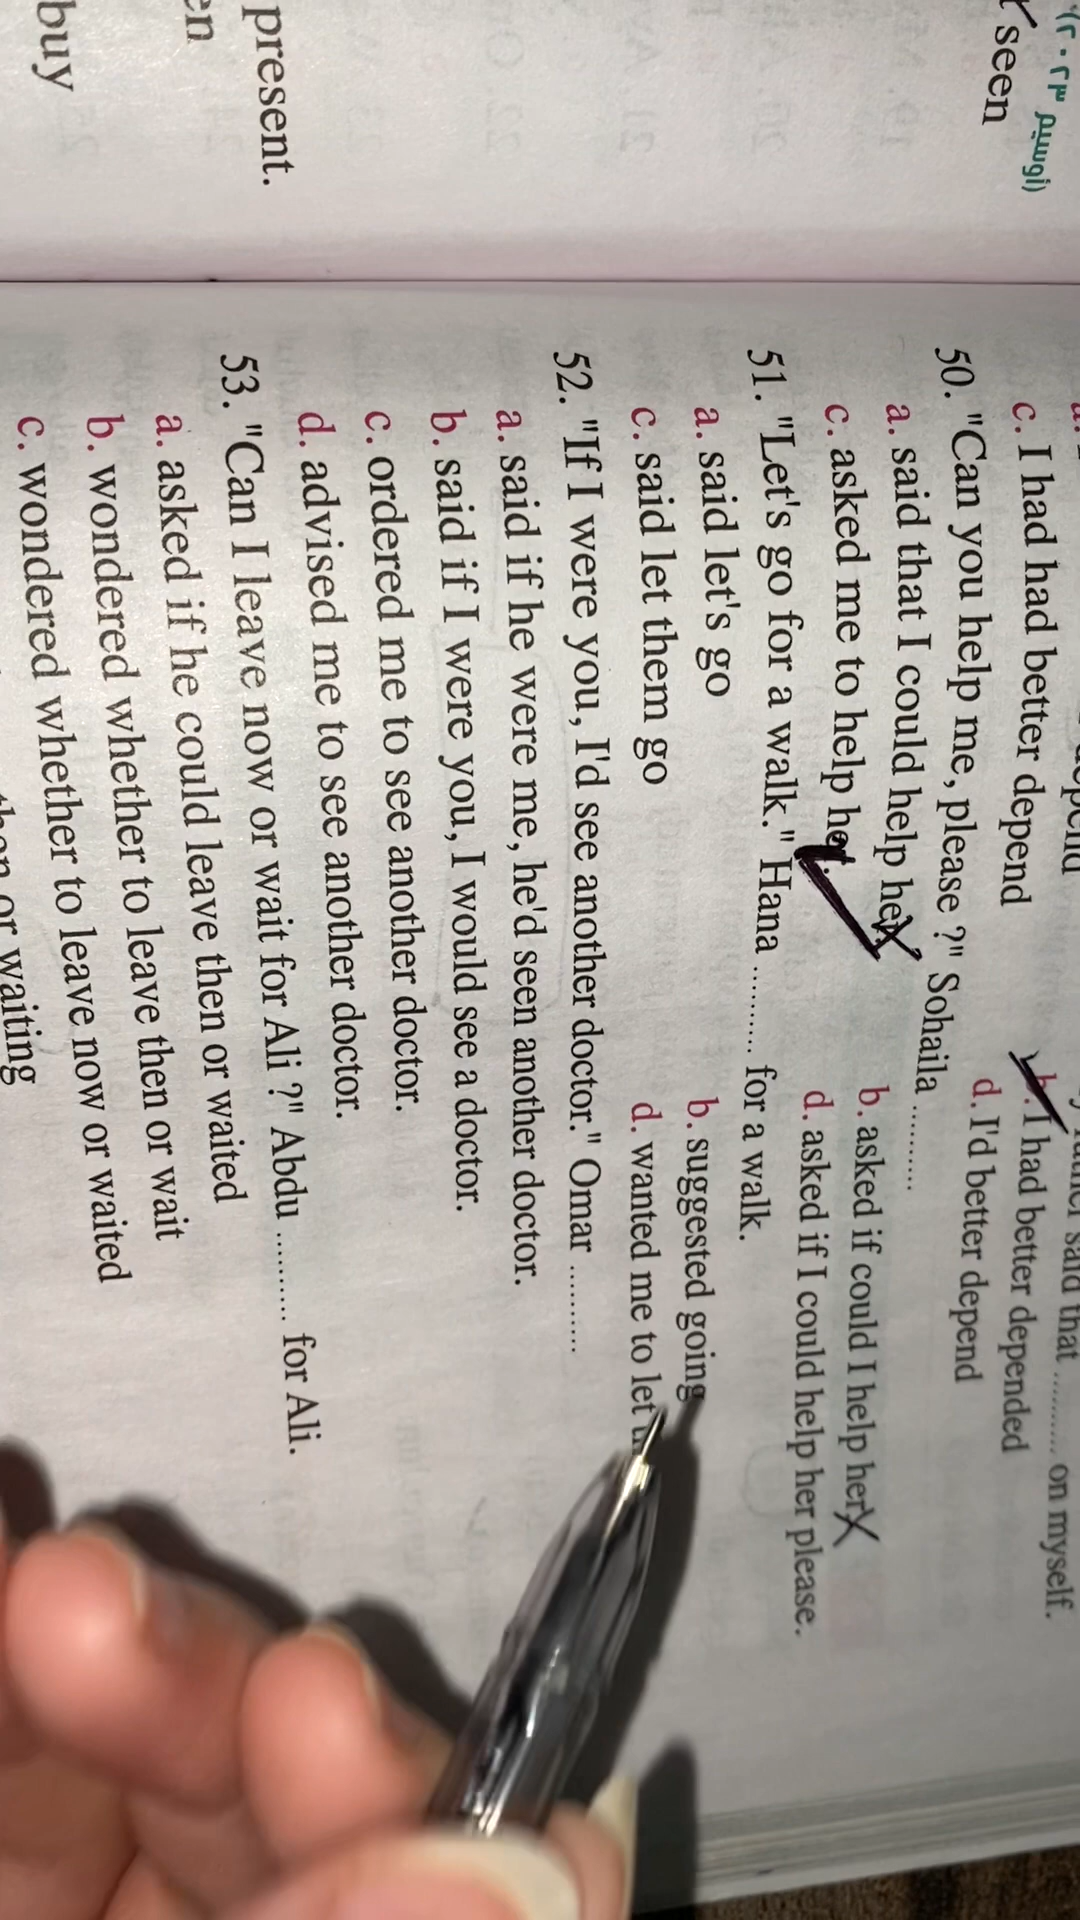 ٢٠٢٣ أوسيم)
seen
present.
en
buy
c. I had had better depend
said that .......... on myself.
I had better depended
d. I'd better depend
50. "Can you help me, please ?" Sohaila ..........
a. said that I could help her
b. asked if could I help her
c. asked me to help her.
d. asked if I could help her please.
51. "Let's go for a walk." Hana .......... for a walk.
a. said let's go
b. suggested going
c. said let them go
d. wanted me to let
52. "If I were you, I'd see another doctor." Omar ..........
a. said if he were me, he'd seen another doctor.
b. said if I were you, I would see a doctor.
c. ordered me to see another doctor.
d. advised me to see another doctor.
53. "Can I leave now or wait for Ali ?" Abdu .......... for Ali.
a. asked if he could leave then or waited
b. wondered whether to leave then or wait
c. wondered whether to leave now or waited
or waiting